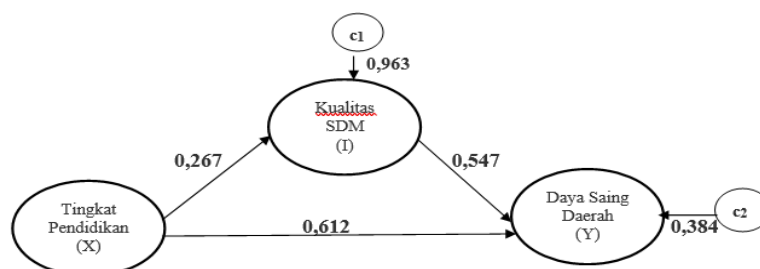 c1
0,963
Kualitas
SDM
(I)
0,267
0,547
Tingkat
Pendidikan
(X)
0,612
Daya Saing
Daerah
(Y)
0,384
c2